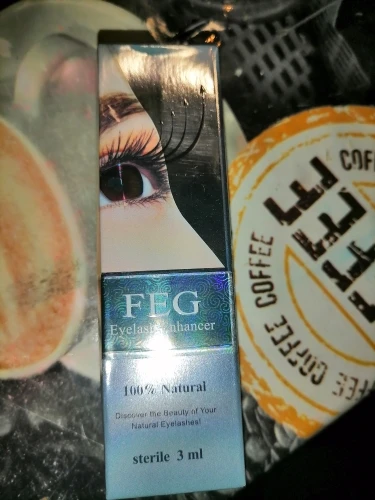 FEG
Eyelash Enhancer
100% Natural
Discover the Beauty of Your
Natural Eyelashes!
sterile 3 ml
COFFEE
COFFEE
COFFEE